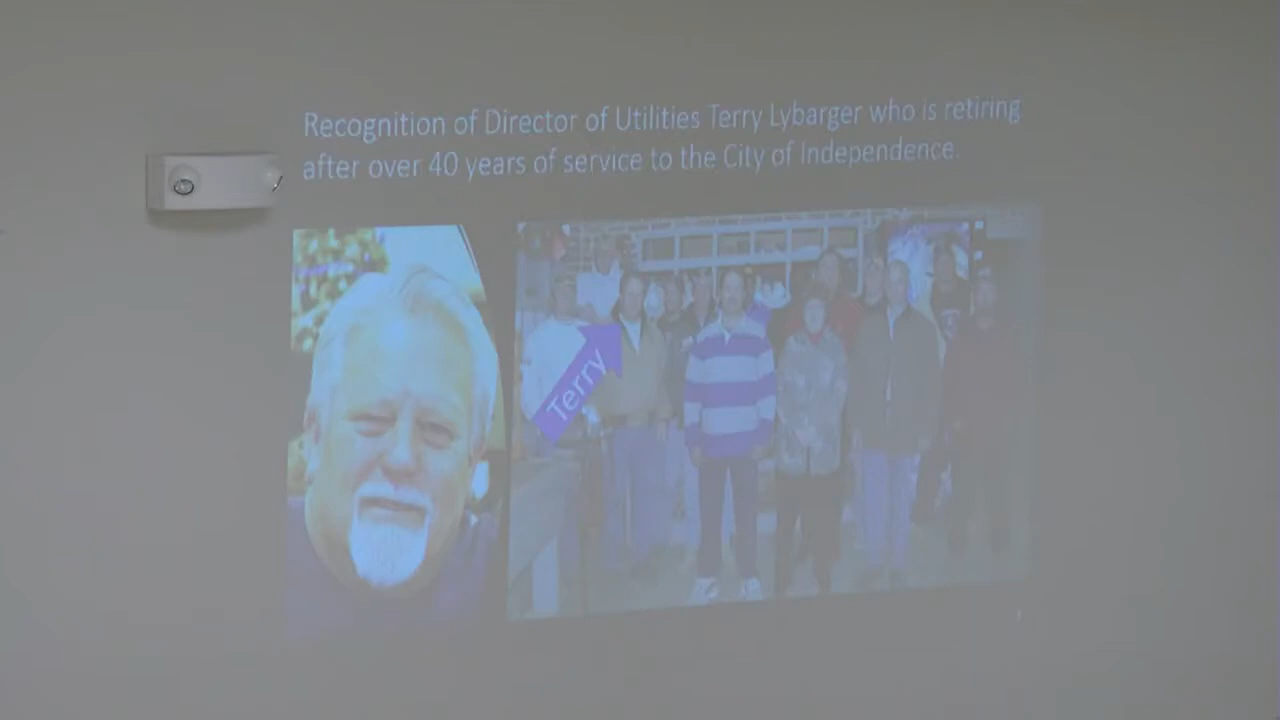 Recognition of Director of Utilities Terry Lybarger who is retiring
after over 40 years of service to the City of Independence.
Terry